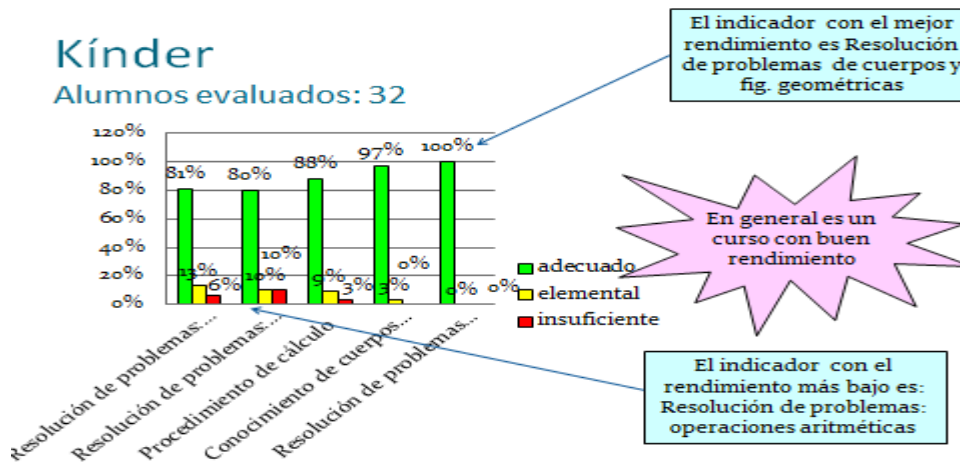 Kínder
Alumnos evaluados: 32
El indicador con el mejor
rendimiento es Resolución
de problemas de cuerpos y
fig. geométricas
120%
100%
80%
60%
40%
20%
0%
81%
13%
6%
80%
10%
10%
88%
9%
3%
97%
3%
0%
100%
0%
0%
Resolución de problemas:...
Resolución de problemas:...
Procedimiento de cálculo
Conocimiento de cuerpos...
Resolución de problemas...
adecuado
elemental
insuficiente
En general es un
curso con buen
rendimiento
El indicador con el
rendimiento más bajo es:
Resolución de problemas:
operaciones aritméticas